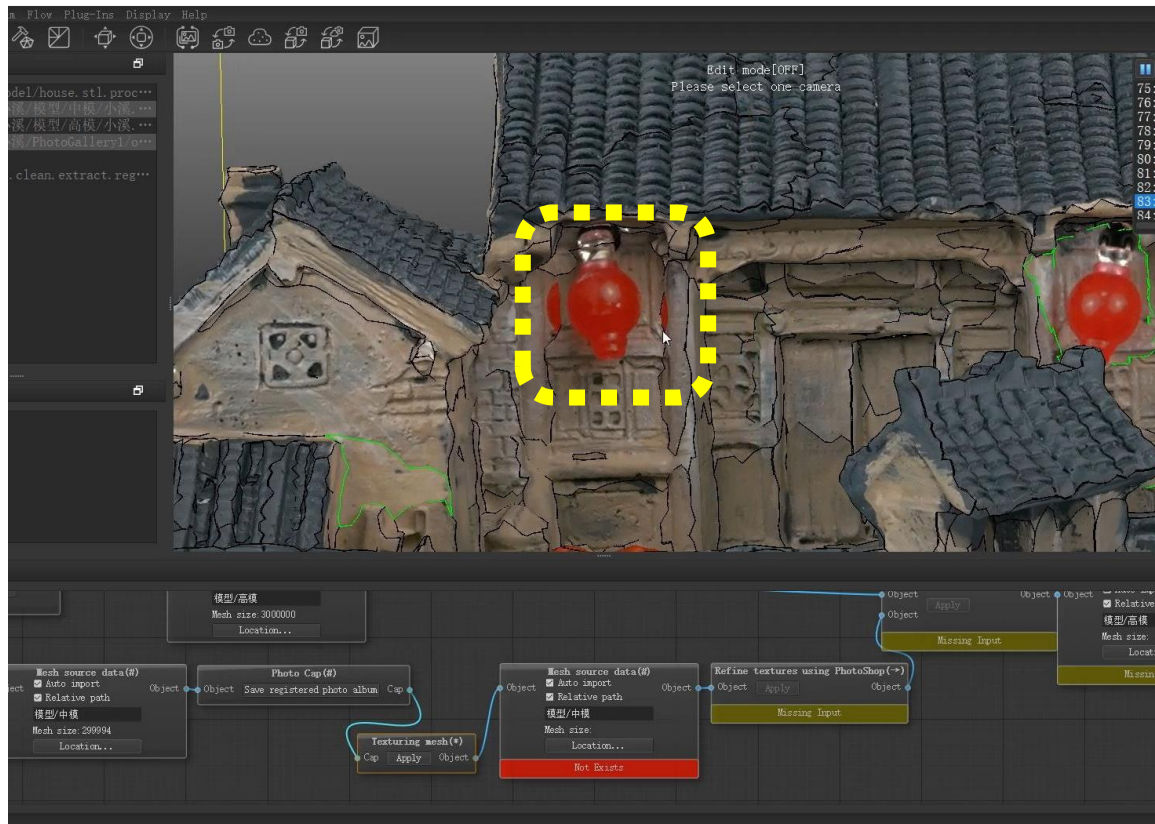 Flow Plug-Ins Display Help
Edit mode[OFF]
Please select one camera
75:
76:
77:
78:
79:
80:
81:
82:
83:
84:
del/house.stl.proc…
溪/模型/中模/小溪.…
溪/模型/高模/小溪.…
溪/PhotoGallery1/o…
.clean.extract.reg…
模型/高模
Mesh size:3000000
Location...
Object
Apply
Object
Object
Missing Input
Object
Relative
模型/高模
Mesh size:
Locat
Missin
Mesh source data(#)
Auto import
Relative path
Object
模型/中模
Mesh size:299994
Location...
Photo Cap(#)
Object
Save registered photo album
Cap
Texturing mesh(*)
Cap
Apply
Object
Mesh source data(#)
Object
Auto import
Relative path
Object
模型/中模
Mesh size:
Location...
Not Exists
Refine textures using PhotoShop(→)
Object
Apply
Object
Missing Input